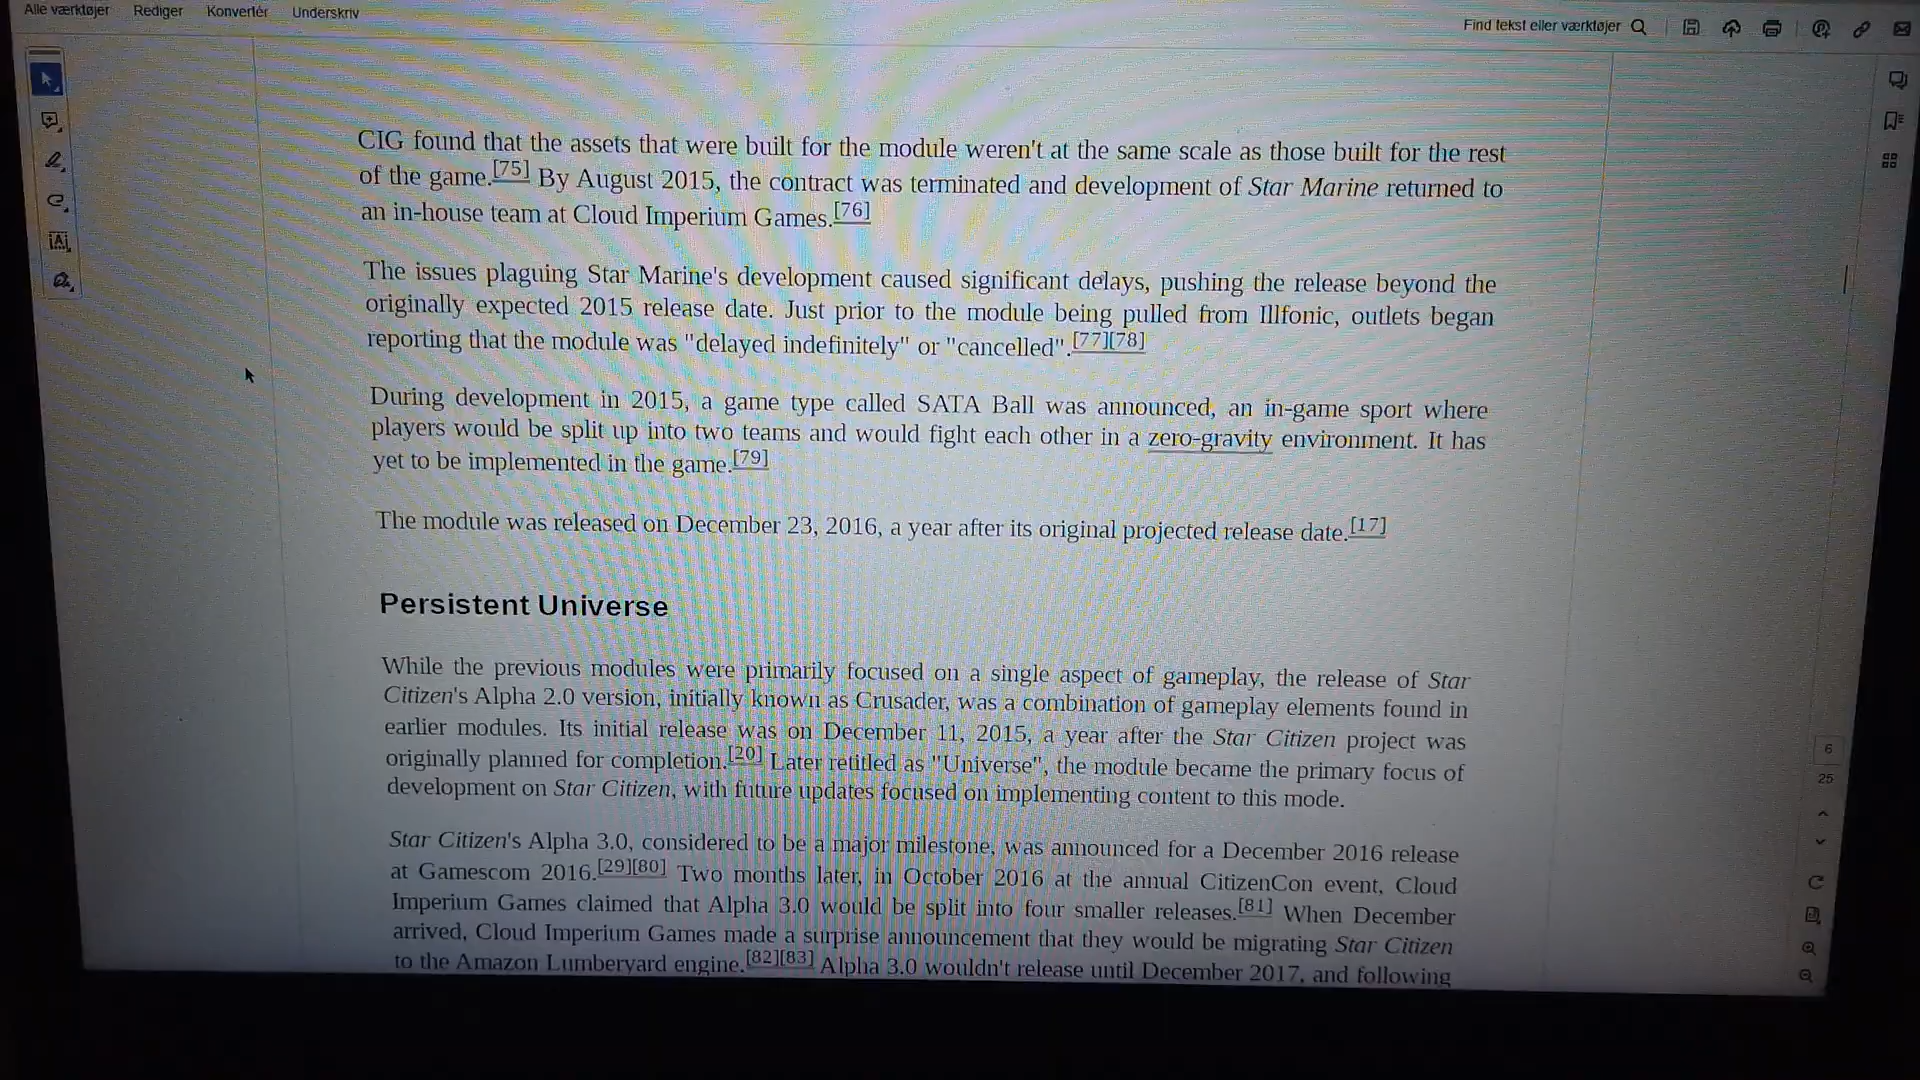 Alle værktøjer Rediger Konvertér Underskriv
Find tekst eller værktøjer
CIG found that the assets that were built for the module weren't at the same scale as those built for the rest
of the game.[75] By August 2015, the contract was terminated and development of Star Marine returned to
an in-house team at Cloud Imperium Games.[76]
The issues plaguing Star Marine's development caused significant delays, pushing the release beyond the
originally expected 2015 release date. Just prior to the module being pulled from Illfonic, outlets began
reporting that the module was "delayed indefinitely" or "cancelled".[77][78]
During development in 2015, a game type called SATA Ball was announced, an in-game sport where
players would be split up into two teams and would fight each other in a zero-gravity environment. It has
yet to be implemented in the game.[79]
The module was released on December 23, 2016, a year after its original projected release date.[17]
Persistent Universe
While the previous modules were primarily focused on a single aspect of gameplay, the release of Star
Citizen's Alpha 2.0 version, initially known as Crusader, was a combination of gameplay elements found in
earlier modules. Its initial release was on December 11, 2015, a year after the Star Citizen project was
originally planned for completion.[20] Later retitled as "Universe", the module became the primary focus of
development on Star Citizen, with future updates focused on implementing content to this mode.
Star Citizen's Alpha 3.0, considered to be a major milestone, was announced for a December 2016 release
at Gamescom 2016.[29][80] Two months later, in October 2016 at the annual CitizenCon event, Cloud
Imperium Games claimed that Alpha 3.0 would be split into four smaller releases.[81] When December
arrived, Cloud Imperium Games made a surprise announcement that they would be migrating Star Citizen
to the Amazon Lumberyard engine.[82][83] Alpha 3.0 wouldn't release until December 2017, and following
6
25